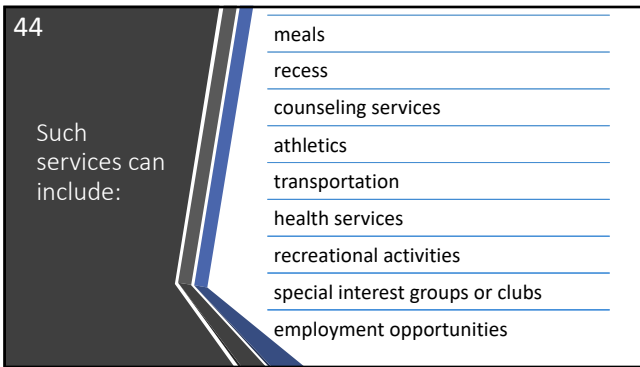 44
Such
services can
include:
meals
recess
counseling services
athletics
transportation
health services
recreational activities
special interest groups or clubs
employment opportunities